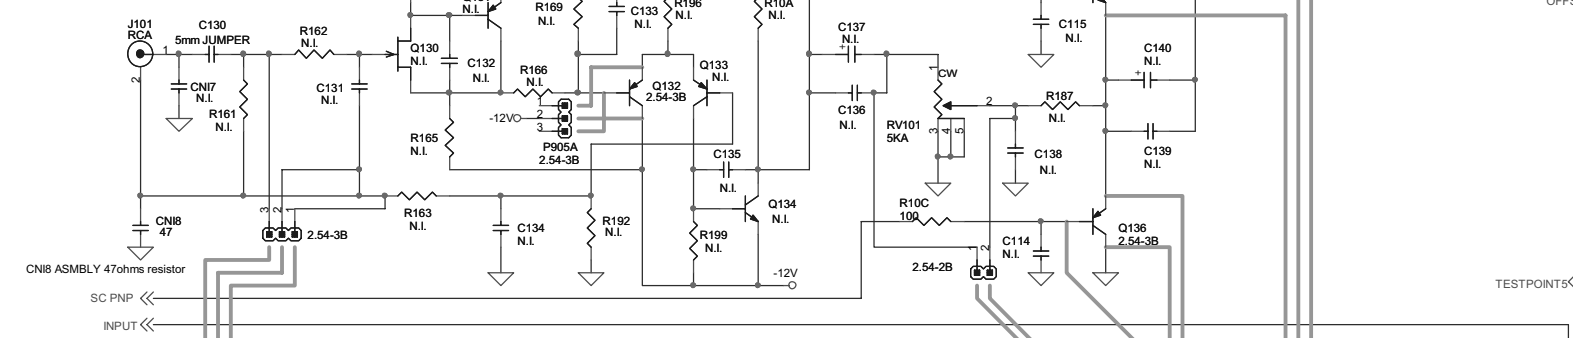 J101
RCA
C130
5mm JUMPER
1
2
CNI7
N.I.
R161
N.I.
R162
N.I.
C131
N.I.
Q130
N.I.
C132
N.I.
R169
N.I.
C133
N.I.
R196
N.I.
R10A
N.I.
R166
N.I.
1
2
3
-12V
P905A
2.54-3B
Q132
2.54-3B
Q133
N.I.
R165
N.I.
C135
N.I.
Q134
N.I.
R199
N.I.
-12V
C137
N.I.
+
C136
N.I.
1
CW
2
RV101
5KA
3
4
5
R187
N.I.
C138
N.I.
C115
N.I.
C140
N.I.
+
C139
N.I.
OFFS
R163
N.I.
C134
N.I.
R192
N.I.
3
2
1
2.54-3B
CNI8
47
CNI8 ASMBLY 47ohms resistor
R10C
100
2.54-2B
1
2
C114
N.I.
Q136
2.54-3B
SC PNP
INPUT
TESTPOINT5